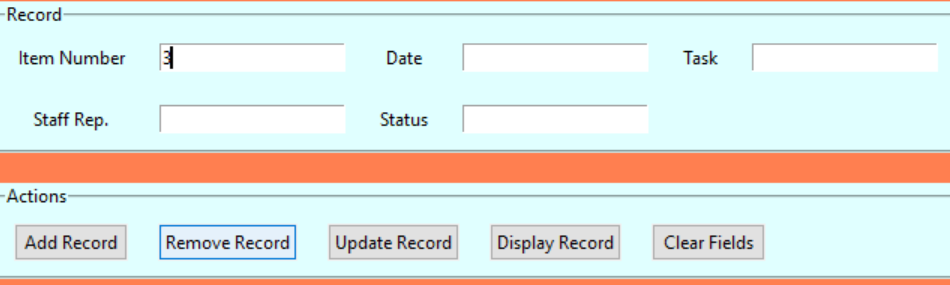 Record
Item Number 3 Date Task
Staff Rep. Status
Actions
Add Record Remove Record Update Record Display Record Clear Fields